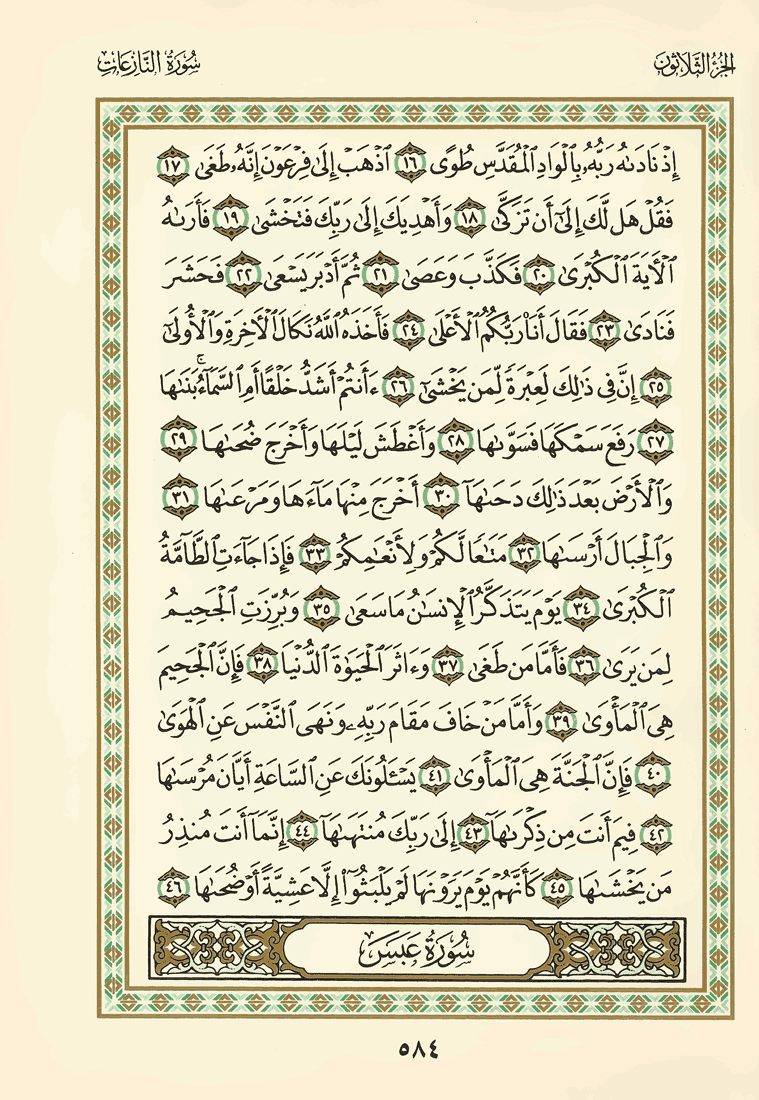 الجزء الثلاثون
سورة النازعات
إِذْ نَادَىٰهُ رَبُّهُۥ بِٱلْوَادِ ٱلْمُقَدَّسِ طُوًى ١٦ ٱذْهَبْ إِلَىٰ فِرْعَوْنَ إِنَّهُۥ طَغَىٰ ١٧
فَقُلْ هَل لَّكَ إِلَىٰٓ أَن تَزَكَّىٰ ١٨ وَأَهْدِيَكَ إِلَىٰ رَبِّكَ فَتَخْشَىٰ ١٩ فَأَرَىٰهُ
ٱلْأَيَةَ ٱلْكُبْرَىٰ ٢٠ فَكَذَّبَ وَعَصَىٰ ٢١ ثُمَّ أَدْبَرَ يَسْعَىٰ ٢٢ فَحَشَرَ
فَنَادَىٰ ٢٣ فَقَالَ أَنَا۠ رَبُّكُمُ ٱلْأَعْلَىٰ ٢٤ فَأَخَذَهُ ٱللَّهُ نَكَالَ ٱلْأَخِرَةِ وَٱلْأُولَىٰٓ
٢٥ إِنَّ فِى ذَٰلِكَ لَعِبْرَةً لِّمَن يَخْشَىٰٓ ٢٦ ءَأَنتُمْ أَشَدُّ خَلْقًا أَمِ ٱلسَّمَآءُ ۚ بَنَىٰهَا
٢٧ رَفَعَ سَمْكَهَا فَسَوَّىٰهَا ٢٨ وَأَغْطَشَ لَيْلَهَا وَأَخْرَجَ ضُحَىٰهَا ٢٩
وَٱلْأَرْضَ بَعْدَ ذَٰلِكَ دَحَىٰهَآ ٣٠ أَخْرَجَ مِنْهَا مَآءَهَا وَمَرْعَىٰهَا ٣١
وَٱلْجِبَالَ أَرْسَىٰهَا ٣٢ مَتَٰعًا لَّكُمْ وَلِأَنْعَٰمِكُمْ ٣٣ فَإِذَا جَآءَتِ ٱلطَّآمَّةُ
ٱلْكُبْرَىٰ ٣٤ يَوْمَ يَتَذَكَّرُ ٱلْإِنسَٰنُ مَا سَعَىٰ ٣٥ وَبُرِّزَتِ ٱلْجَحِيمُ
لِمَن يَرَىٰ ٣٦ فَأَمَّا مَن طَغَىٰ ٣٧ وَءَاثَرَ ٱلْحَيَوٰةَ ٱلدُّنْيَا ٣٨ فَإِنَّ ٱلْجَحِيمَ
هِىَ ٱلْمَأْوَىٰ ٣٩ وَأَمَّا مَنْ خَافَ مَقَامَ رَبِّهِۦ وَنَهَى ٱلنَّفْسَ عَنِ ٱلْهَوَىٰ
٤٠ فَإِنَّ ٱلْجَنَّةَ هِىَ ٱلْمَأْوَىٰ ٤١ يَسْـَٔلُونَكَ عَنِ ٱلسَّاعَةِ أَيَّانَ مُرْسَىٰهَا
٤٢ فِيمَ أَنتَ مِن ذِكْرَىٰهَآ ٤٣ إِلَىٰ رَبِّكَ مُنتَهَىٰهَآ ٤٤ إِنَّمَآ أَنتَ مُنذِرُ
مَن يَخْشَىٰهَا ٤٥ كَأَنَّهُمْ يَوْمَ يَرَوْنَهَا لَمْ يَلْبَثُوٓا۟ إِلَّا عَشِيَّةً أَوْ ضُحَىٰهَا ٤٦
سُورَةُ عَبَسَ
٥٨٤